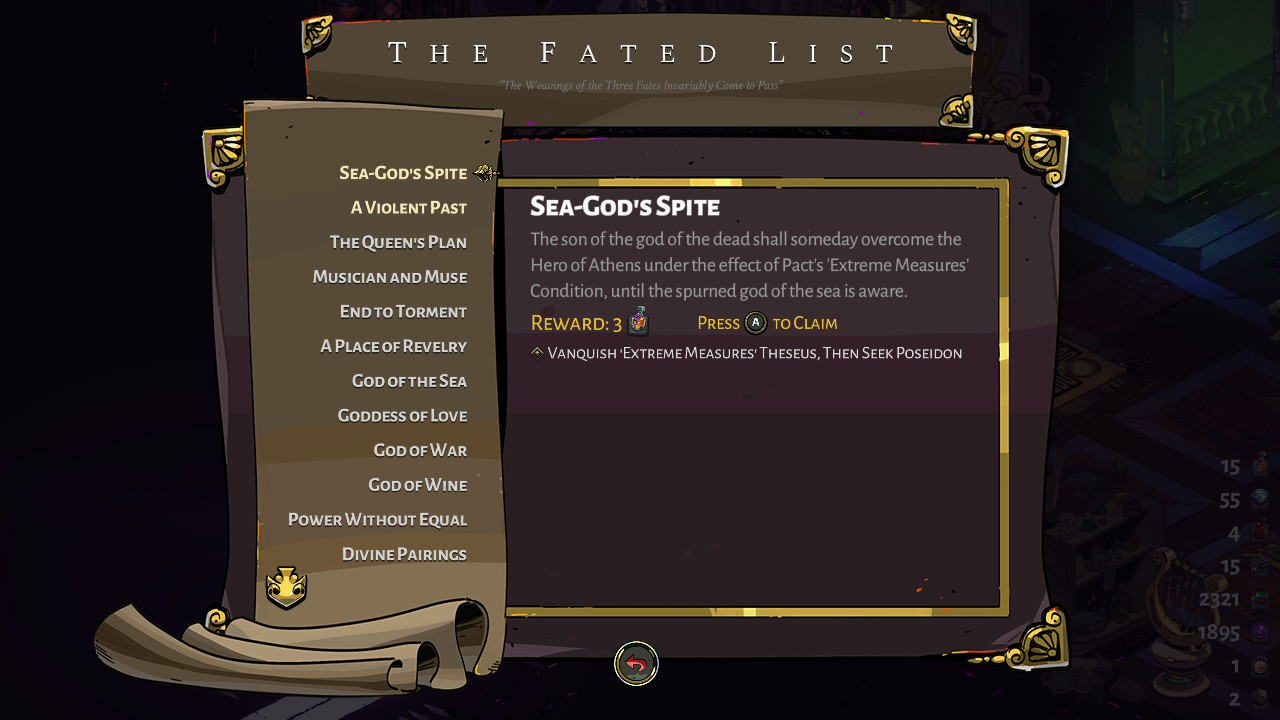 The Fated List
"The Weavings of the Three Fates Invariably Come to Pass"
Sea-God's Spite
A Violent Past
The Queen's Plan
Musician and Muse
End to Torment
A Place of Revelry
God of the Sea
Goddess of Love
God of War
God of Wine
Power Without Equal
Divine Pairings
Sea-God's Spite
The son of the god of the dead shall someday overcome the
Hero of Athens under the effect of Pact's 'Extreme Measures'
Condition, until the spurned god of the sea is aware.
Reward: 3 Press A to Claim
Vanquish 'Extreme Measures' Theseus, Then Seek Poseidon
15
55
4
15
2321
1895
1
2